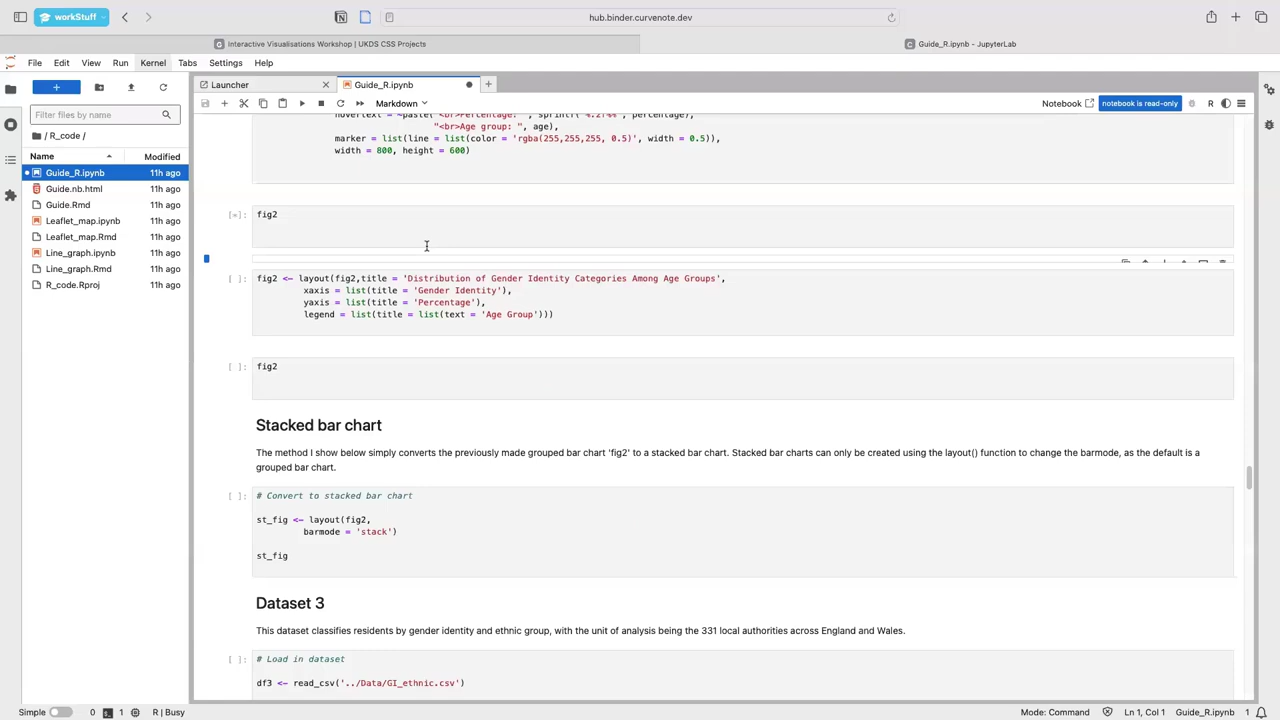 workStuff
hub.binder.curvenote.dev
Interactive Visualisations Workshop | UKDS CSS Projects
Guide_R.ipynb - JupyterLab
File Edit View Run Kernel Tabs Settings Help
Launcher
Guide_R.ipynb
Markdown
Notebook
notebook is read-only
R
Filter files by name
/ R_code /
Name Modified
Guide_R.ipynb 11h ago
Guide.nb.html 11h ago
Guide.Rmd 11h ago
Leaflet_map.ipynb 11h ago
Leaflet_map.Rmd 11h ago
Line_graph.ipynb 11h ago
Line_graph.Rmd 11h ago
R_code.Rproj 11h ago
hovertext = ~paste("<br>Percentage: ", sprintf("%.2f%%", percentage),
"<br>Age group: ", age),
marker = list(line = list(color = 'rgba(255,255,255, 0.5)', width = 0.5)),
width = 800, height = 600)
[*]: fig2
[ ]: fig2 <- layout(fig2,title = 'Distribution of Gender Identity Categories Among Age Groups',
xaxis = list(title = 'Gender Identity'),
yaxis = list(title = 'Percentage'),
legend = list(title = list(text = 'Age Group')))
[ ]: fig2
Stacked bar chart
The method I show below simply converts the previously made grouped bar chart 'fig2' to a stacked bar chart. Stacked bar charts can only be created using the layout() function to change the barmode, as the default is a
grouped bar chart.
[ ]: # Convert to stacked bar chart
st_fig <- layout(fig2,
barmode = 'stack')
st_fig
Dataset 3
This dataset classifies residents by gender identity and ethnic group, with the unit of analysis being the 331 local authorities across England and Wales.
[ ]: # Load in dataset
df3 <- read_csv('../Data/GI_ethnic.csv')
Simple 0 1 R | Busy
Mode: Command Ln 1, Col 1 Guide_R.ipynb 1